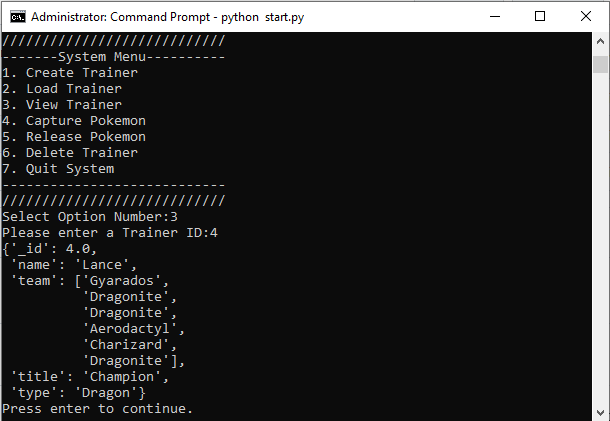 Administrator: Command Prompt - python  start.py
////////////////////////////
-------System Menu----------
1. Create Trainer
2. Load Trainer
3. View Trainer
4. Capture Pokemon
5. Release Pokemon
6. Delete Trainer
7. Quit System
----------------------------
////////////////////////////
Select Option Number:3
Please enter a Trainer ID:4
{'_id': 4.0,
 'name': 'Lance',
 'team': ['Gyarados',
          'Dragonite',
          'Dragonite',
          'Aerodactyl',
          'Charizard',
          'Dragonite'],
 'title': 'Champion',
 'type': 'Dragon'}
Press enter to continue.